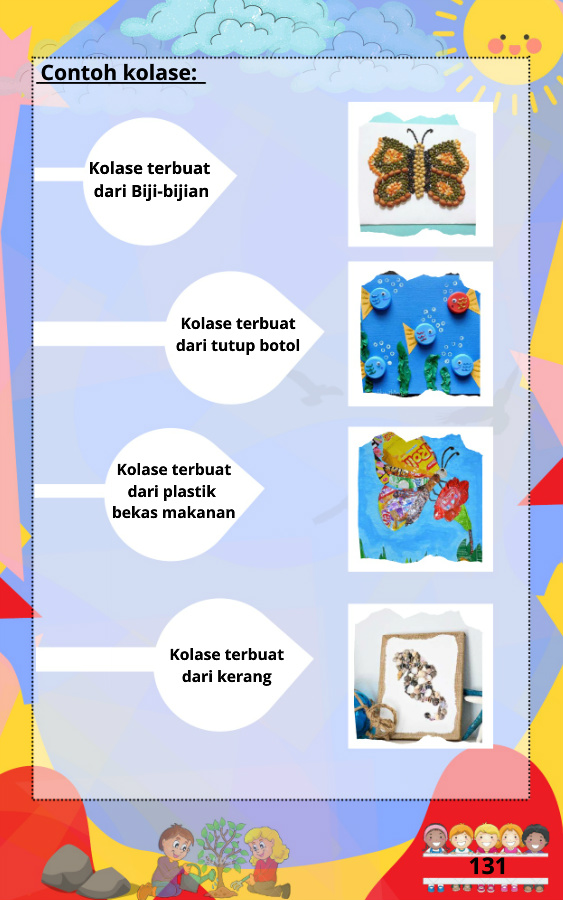 Contoh kolase:
Kolase terbuat
dari Biji-bijian
Kolase terbuat
dari tutup botol
Kolase terbuat
dari plastik
bekas makanan
Kolase terbuat
dari kerang
131